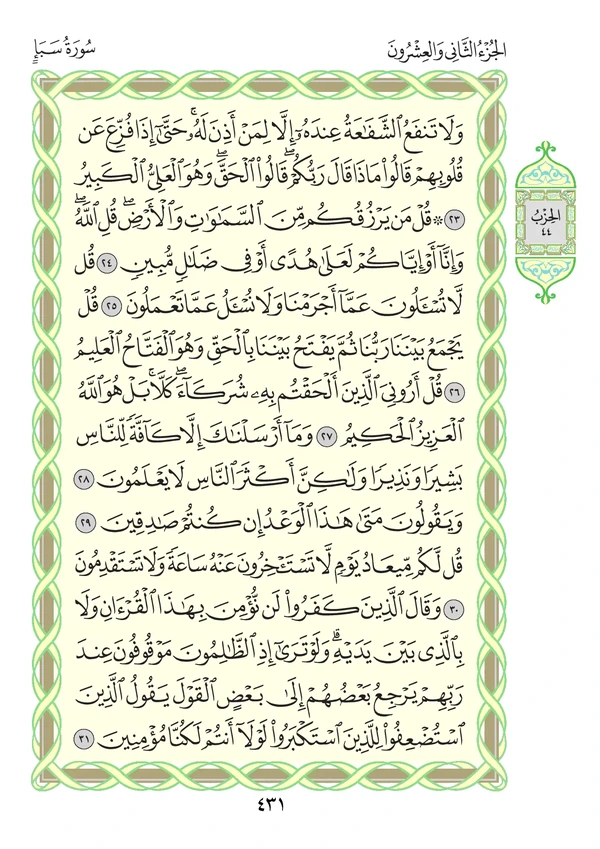 الجُزْءُ الثَّانِي وَالعِشْرُونَ
سُورَةُ سَبَإٍ
وَلَا تَنفَعُ ٱلشَّفَٰعَةُ عِندَهُۥٓ إِلَّا لِمَنْ أَذِنَ لَهُۥۚ حَتَّىٰٓ إِذَا فُزِّعَ عَن
قُلُوبِهِمْ قَالُوا۟ مَاذَا قَالَ رَبُّكُمْۖ قَالُوا۟ ٱلْحَقَّۖ وَهُوَ ٱلْعَلِىُّ ٱلْكَبِيرُ
٢٣ ۞ قُلْ مَن يَرْزُقُكُم مِّنَ ٱلسَّمَٰوَٰتِ وَٱلْأَرْضِۖ قُلِ ٱللَّهُۖ
وَإِنَّآ أَوْ إِيَّاكُمْ لَعَلَىٰ هُدًى أَوْ فِى ضَلَٰلٍ مُّبِينٍ ٢٤ قُل
لَّا تُسْـَٔلُونَ عَمَّآ أَجْرَمْنَا وَلَا نُسْـَٔلُ عَمَّا تَعْمَلُونَ ٢٥ قُلْ
يَجْمَعُ بَيْنَنَا رَبُّنَا ثُمَّ يَفْتَحُ بَيْنَنَا بِٱلْحَقِّ وَهُوَ ٱلْفَتَّاحُ ٱلْعَلِيمُ
٢٦ قُلْ أَرُونِىَ ٱلَّذِينَ أَلْحَقْتُم بِهِۦ شُرَكَآءَۖ كَلَّاۚ بَلْ هُوَ ٱللَّهُ
ٱلْعَزِيزُ ٱلْحَكِيمُ ٢٧ وَمَآ أَرْسَلْنَٰكَ إِلَّا كَآفَّةً لِّلنَّاسِ
بَشِيرًا وَنَذِيرًا وَلَٰكِنَّ أَكْثَرَ ٱلنَّاسِ لَا يَعْلَمُونَ ٢٨
وَيَقُولُونَ مَتَىٰ هَٰذَا ٱلْوَعْدُ إِن كُنتُمْ صَٰدِقِينَ ٢٩
قُل لَّكُم مِّيعَادُ يَوْمٍ لَّا تَسْتَـْٔخِرُونَ عَنْهُ سَاعَةً وَلَا تَسْتَقْدِمُونَ
٣٠ وَقَالَ ٱلَّذِينَ كَفَرُوا۟ لَن نُّؤْمِنَ بِهَٰذَا ٱلْقُرْءَانِ وَلَا
بِٱلَّذِى بَيْنَ يَدَيْهِۗ وَلَوْ تَرَىٰٓ إِذِ ٱلظَّٰلِمُونَ مَوْقُوفُونَ عِندَ
رَبِّهِمْ يَرْجِعُ بَعْضُهُمْ إِلَىٰ بَعْضٍ ٱلْقَوْلَ يَقُولُ ٱلَّذِينَ
ٱسْتُضْعِفُوا۟ لِلَّذِينَ ٱسْتَكْبَرُوا۟ لَوْلَآ أَنتُمْ لَكُنَّا مُؤْمِنِينَ ٣١
الحِزْبُ
٤٤
٤٣١